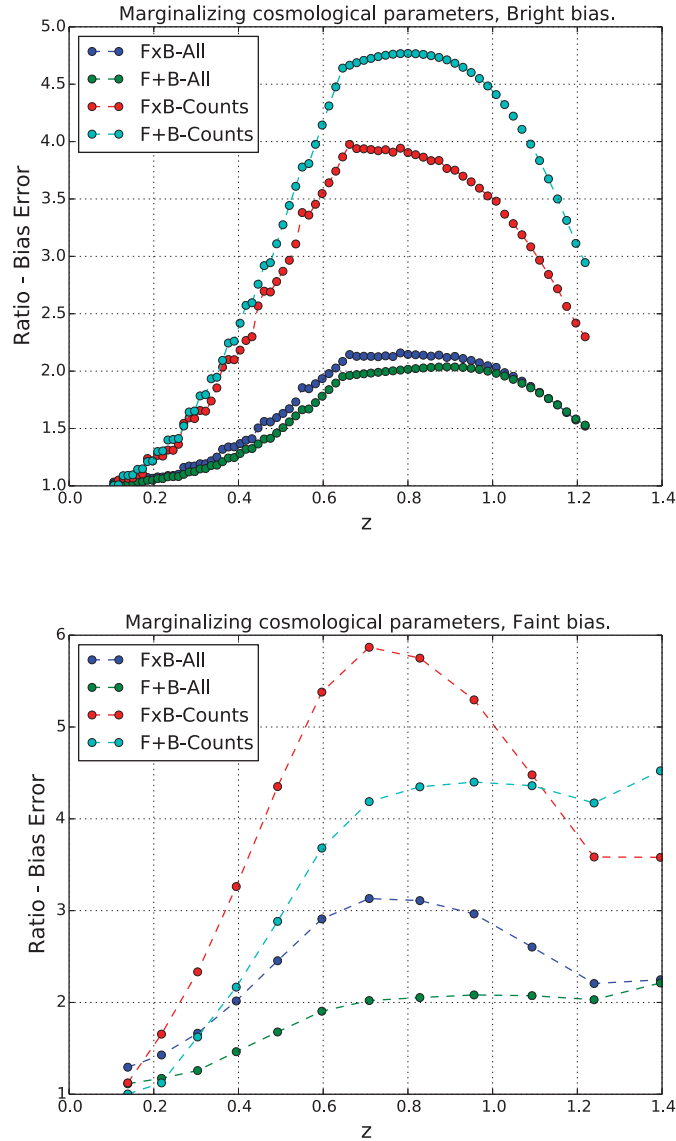 Marginalizing cosmological parameters, Bright bias.
5.0
4.5
4.0
3.5
3.0
2.5
2.0
1.5
1.0
Ratio - Bias Error
FxB-All
F+B-All
FxB-Counts
F+B-Counts
0.0 0.2 0.4 0.6 0.8 1.0 1.2 1.4
z
Marginalizing cosmological parameters, Faint bias.
6
5
4
3
2
1
Ratio - Bias Error
FxB-All
F+B-All
FxB-Counts
F+B-Counts
0.0 0.2 0.4 0.6 0.8 1.0 1.2 1.4
z